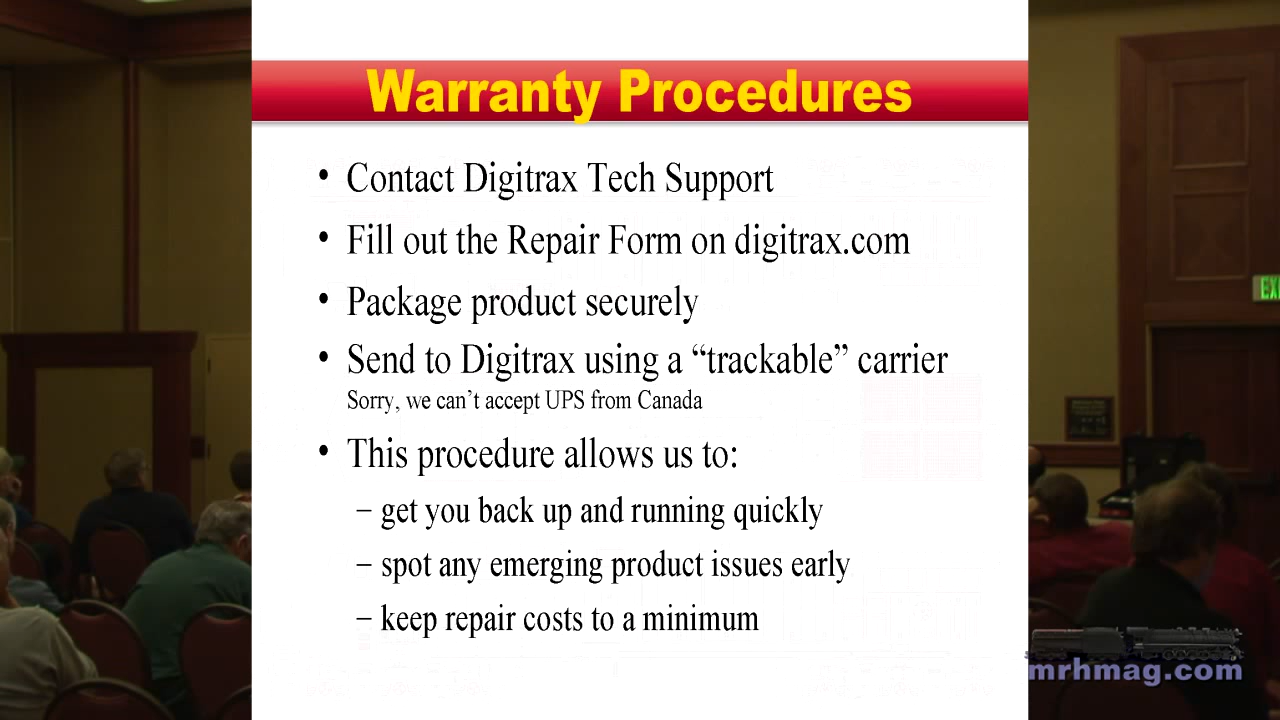 Warranty Procedures
• Contact Digitrax Tech Support
• Fill out the Repair Form on digitrax.com
• Package product securely
• Send to Digitrax using a “trackable” carrier
Sorry, we can’t accept UPS from Canada
• This procedure allows us to:
– get you back up and running quickly
– spot any emerging product issues early
– keep repair costs to a minimum
mrhmag.com